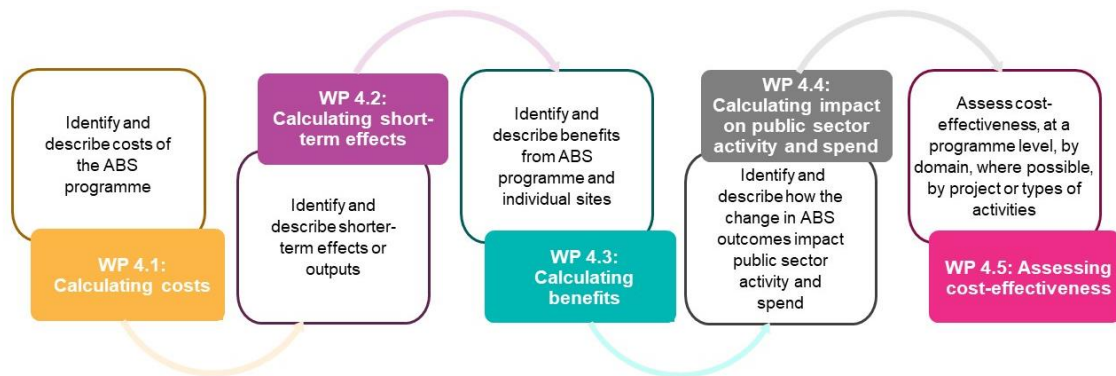 Identify and
describe costs of
the ABS
programme
WP 4.1:
Calculating costs
WP 4.2:
Calculating short-
term effects
Identify and
describe shorter-
term effects or
outputs
Identify and
describe benefits
from ABS
programme and
individual sites
WP 4.3:
Calculating
benefits
WP 4.4:
Calculating impact
on public sector
activity and spend
Identify and
describe how the
change in ABS
outcomes impact
public sector
activity and
spend
Assess cost-
effectiveness, at a
programme level, by
domain, where possible,
by project or types of
activities
WP 4.5: Assessing
cost-effectiveness